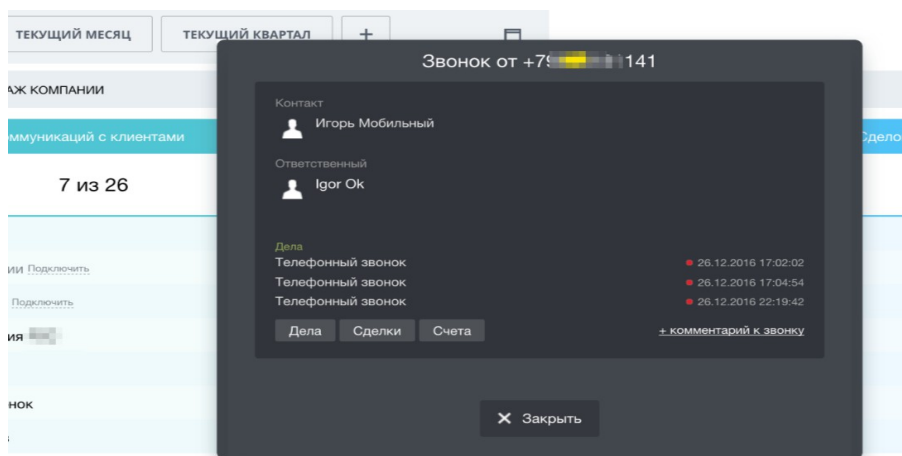 ТЕКУЩИЙ МЕСЯЦ
ТЕКУЩИЙ КВАРТАЛ
+
Звонок от +79 141
АЖ КОМПАНИИ
Контакт
Игорь Мобильный
оммуникаций с клиентами
Сдело
Ответственный
7 из 26
Igor Ok
Дела
Телефонный звонок 26.12.2016 17:02:02
ии Подключить
Телефонный звонок 26.12.2016 17:04:54
Подключить
Телефонный звонок 26.12.2016 22:19:42
ия
Дела Сделки Счета + комментарий к звонку
нок
Закрыть